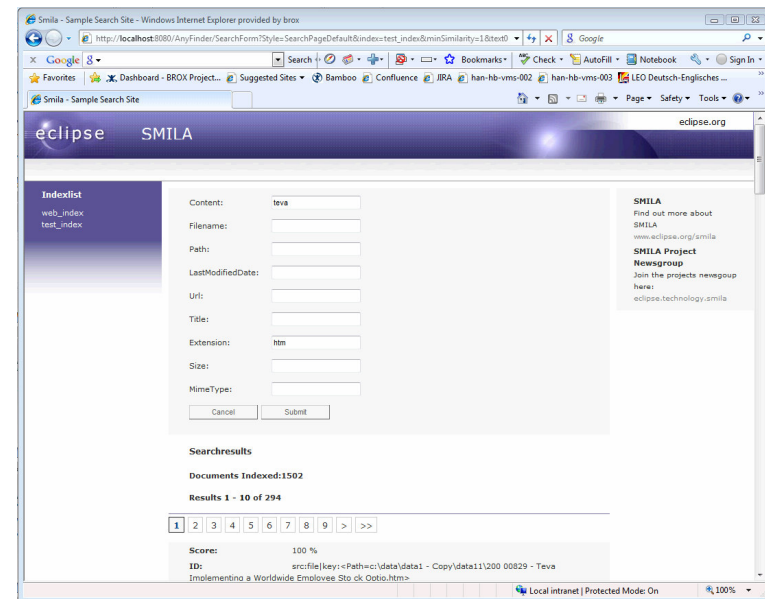 Smila - Sample Search Site - Windows Internet Explorer provided by brox
http://localhost:8080/AnyFinder/SearchForm?Style=SearchPageDefault&index=test_index&minSimilarity=1&text0
Google
x Google Search Bookmarks Check AutoFill Notebook Sign In
Favorites Dashboard - BROX Project... Suggested Sites Bamboo Confluence JIRA han-hb-vms-002 han-hb-vms-003 LEO Deutsch-Englisches ...
Smila - Sample Search Site Page Safety Tools
eclipse SMILA eclipse.org
Indexlist
web_index
test_index
Content: teva
Filename:
Path:
LastModifiedDate:
Url:
Title:
Extension: htm
Size:
MimeType:
Cancel Submit
SMILA
Find out more about
SMILA
www.eclipse.org/smila
SMILA Project
Newsgroup
Join the projects newsgoup
here:
eclipse.technology.smila
Searchresults
Documents Indexed:1502
Results 1 - 10 of 294
1 2 3 4 5 6 7 8 9 > >>
Score: 100 %
ID: src:file|key:<Path=c:\data\data1 - Copy\data11\200 00829 - Teva
Implementing a Worldwide Employee Sto ck Optio.htm>
Local intranet | Protected Mode: On 100%